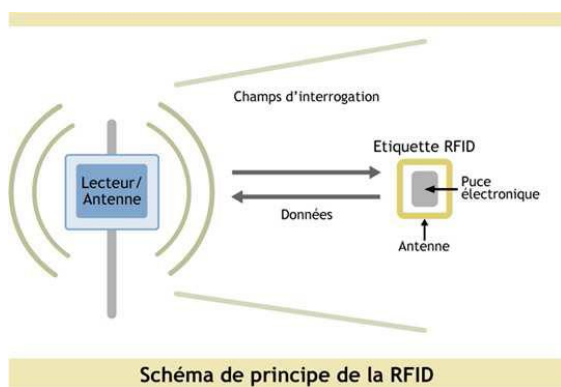 Champs d'interrogation
Etiquette RFID
Lecteur/
Antenne
Puce
électronique
Données
Antenne
Schéma de principe de la RFID